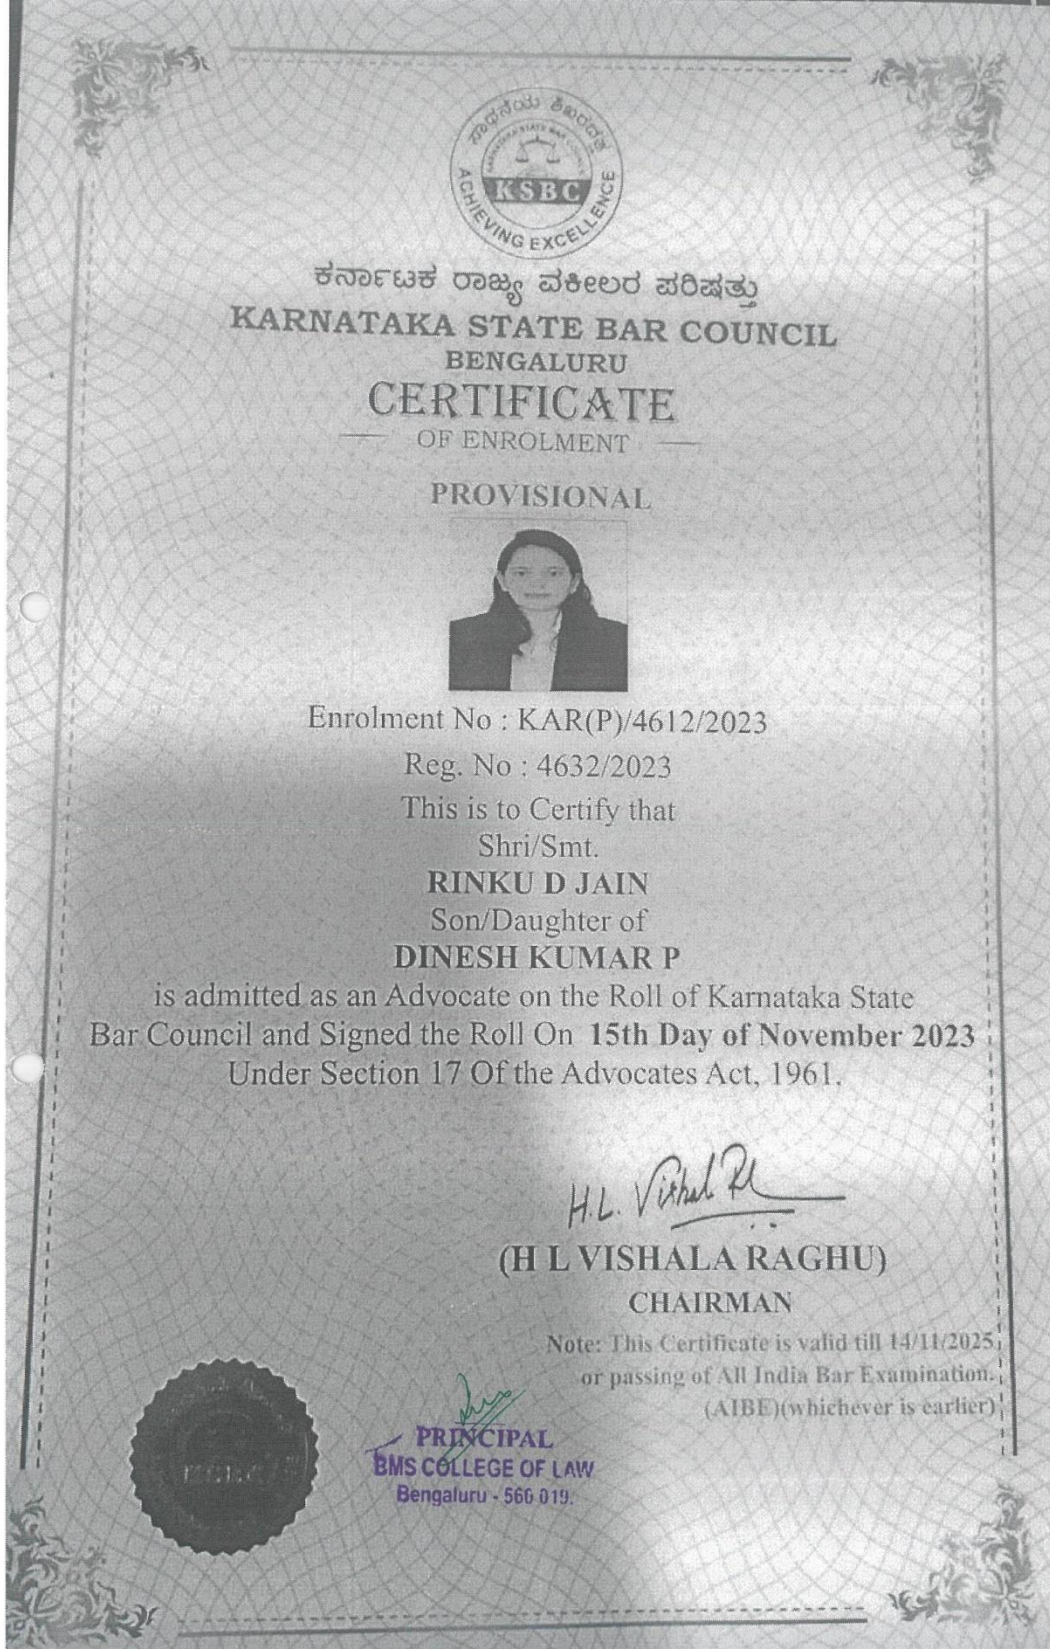 ಸಾಧನೆಯ ಶಿಖರದತ್ತ
KARNATAKA STATE BAR COUNCIL
KSBC
ACHIEVING EXCELLENCE
ಕರ್ನಾಟಕ ರಾಜ್ಯ ವಕೀಲರ ಪರಿಷತ್ತು
KARNATAKA STATE BAR COUNCIL
BENGALURU
CERTIFICATE
OF ENROLMENT
PROVISIONAL
Enrolment No : KAR(P)/4612/2023
Reg. No : 4632/2023
This is to Certify that
Shri/Smt.
RINKU D JAIN
Son/Daughter of
DINESH KUMAR P
is admitted as an Advocate on the Roll of Karnataka State
Bar Council and Signed the Roll On 15th Day of November 2023
Under Section 17 Of the Advocates Act, 1961.
H.L. Vishal
(H L VISHALA RAGHU)
CHAIRMAN
Note: This Certificate is valid till 14/11/2025
or passing of All India Bar Examination.
(AIBE)(whichever is earlier)
PRINCIPAL
BMS COLLEGE OF LAW
Bengaluru - 560 019.